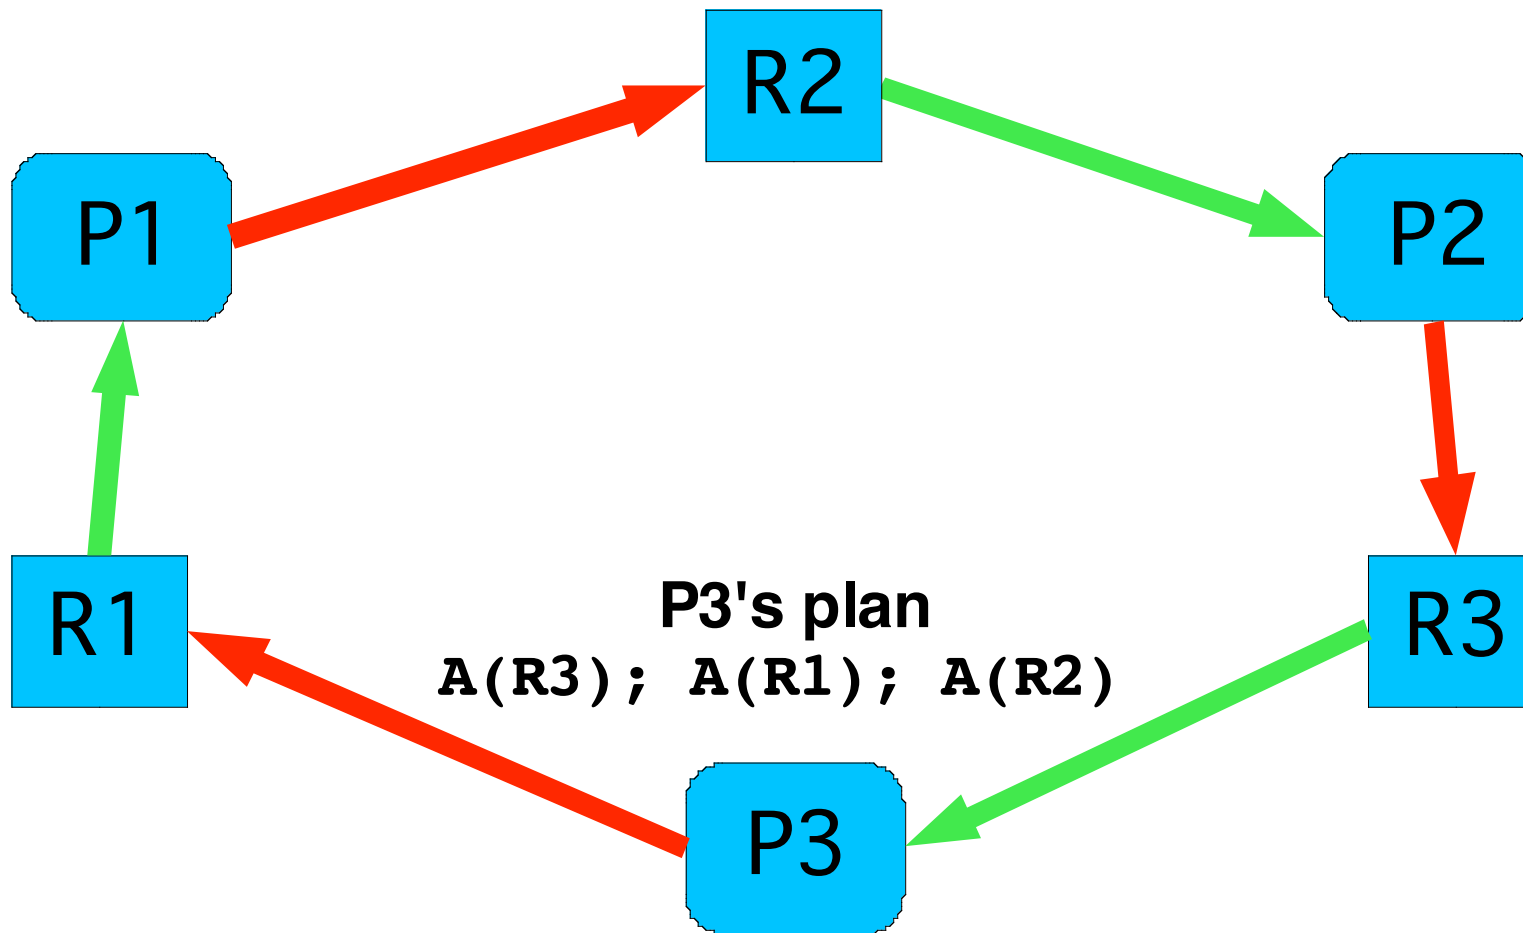 R2
P1
P2
R1
R3
P3's plan
A(R3); A(R1); A(R2)
P3